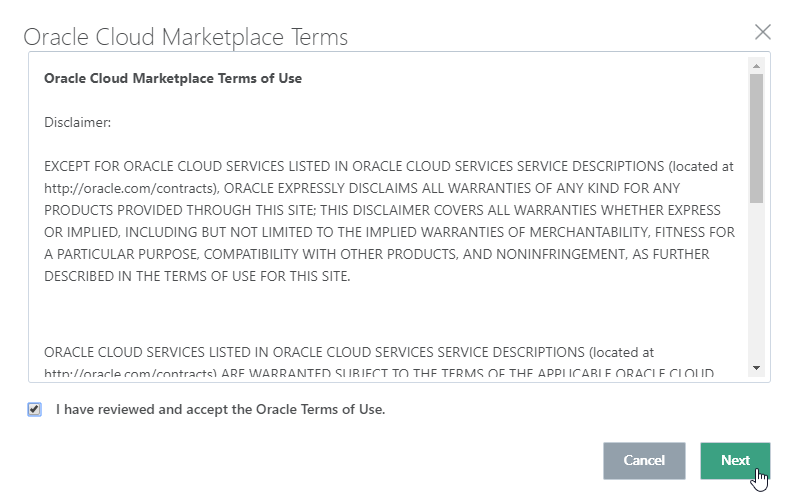 Oracle Cloud Marketplace Terms
Oracle Cloud Marketplace Terms of Use
Disclaimer:
EXCEPT FOR ORACLE CLOUD SERVICES LISTED IN ORACLE CLOUD SERVICES SERVICE DESCRIPTIONS (located at
http://oracle.com/contracts), ORACLE EXPRESSLY DISCLAIMS ALL WARRANTIES OF ANY KIND FOR ANY
PRODUCTS PROVIDED THROUGH THIS SITE; THIS DISCLAIMER COVERS ALL WARRANTIES WHETHER EXPRESS
OR IMPLIED, INCLUDING BUT NOT LIMITED TO THE IMPLIED WARRANTIES OF MERCHANTABILITY, FITNESS FOR
A PARTICULAR PURPOSE, COMPATIBILITY WITH OTHER PRODUCTS, AND NONINFRINGEMENT, AS FURTHER
DESCRIBED IN THE TERMS OF USE FOR THIS SITE.
ORACLE CLOUD SERVICES LISTED IN ORACLE CLOUD SERVICES SERVICE DESCRIPTIONS (located at
http://oracle.com/contracts) ARE WARRANTED SUBJECT TO THE TERMS OF THE APPLICABLE ORACLE CLOUD
I have reviewed and accept the Oracle Terms of Use.
Cancel
Next